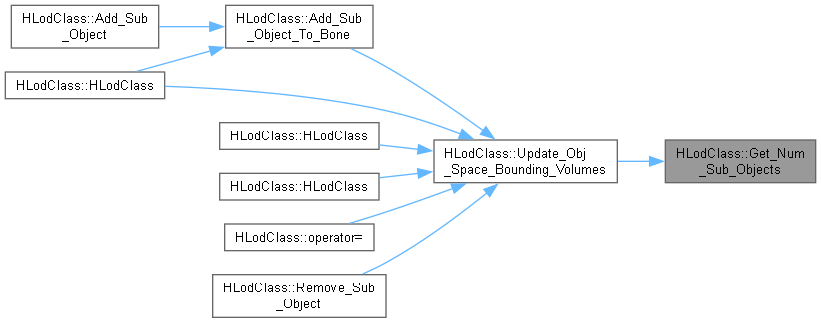 HLodClass::Add_Sub
_Object
HLodClass::Add_Sub
_Object_To_Bone
HLodClass::HLodClass
HLodClass::HLodClass
HLodClass::Update_Obj
_Space_Bounding_Volumes
HLodClass::Get_Num
_Sub_Objects
HLodClass::HLodClass
HLodClass::operator=
HLodClass::Remove_Sub
_Object